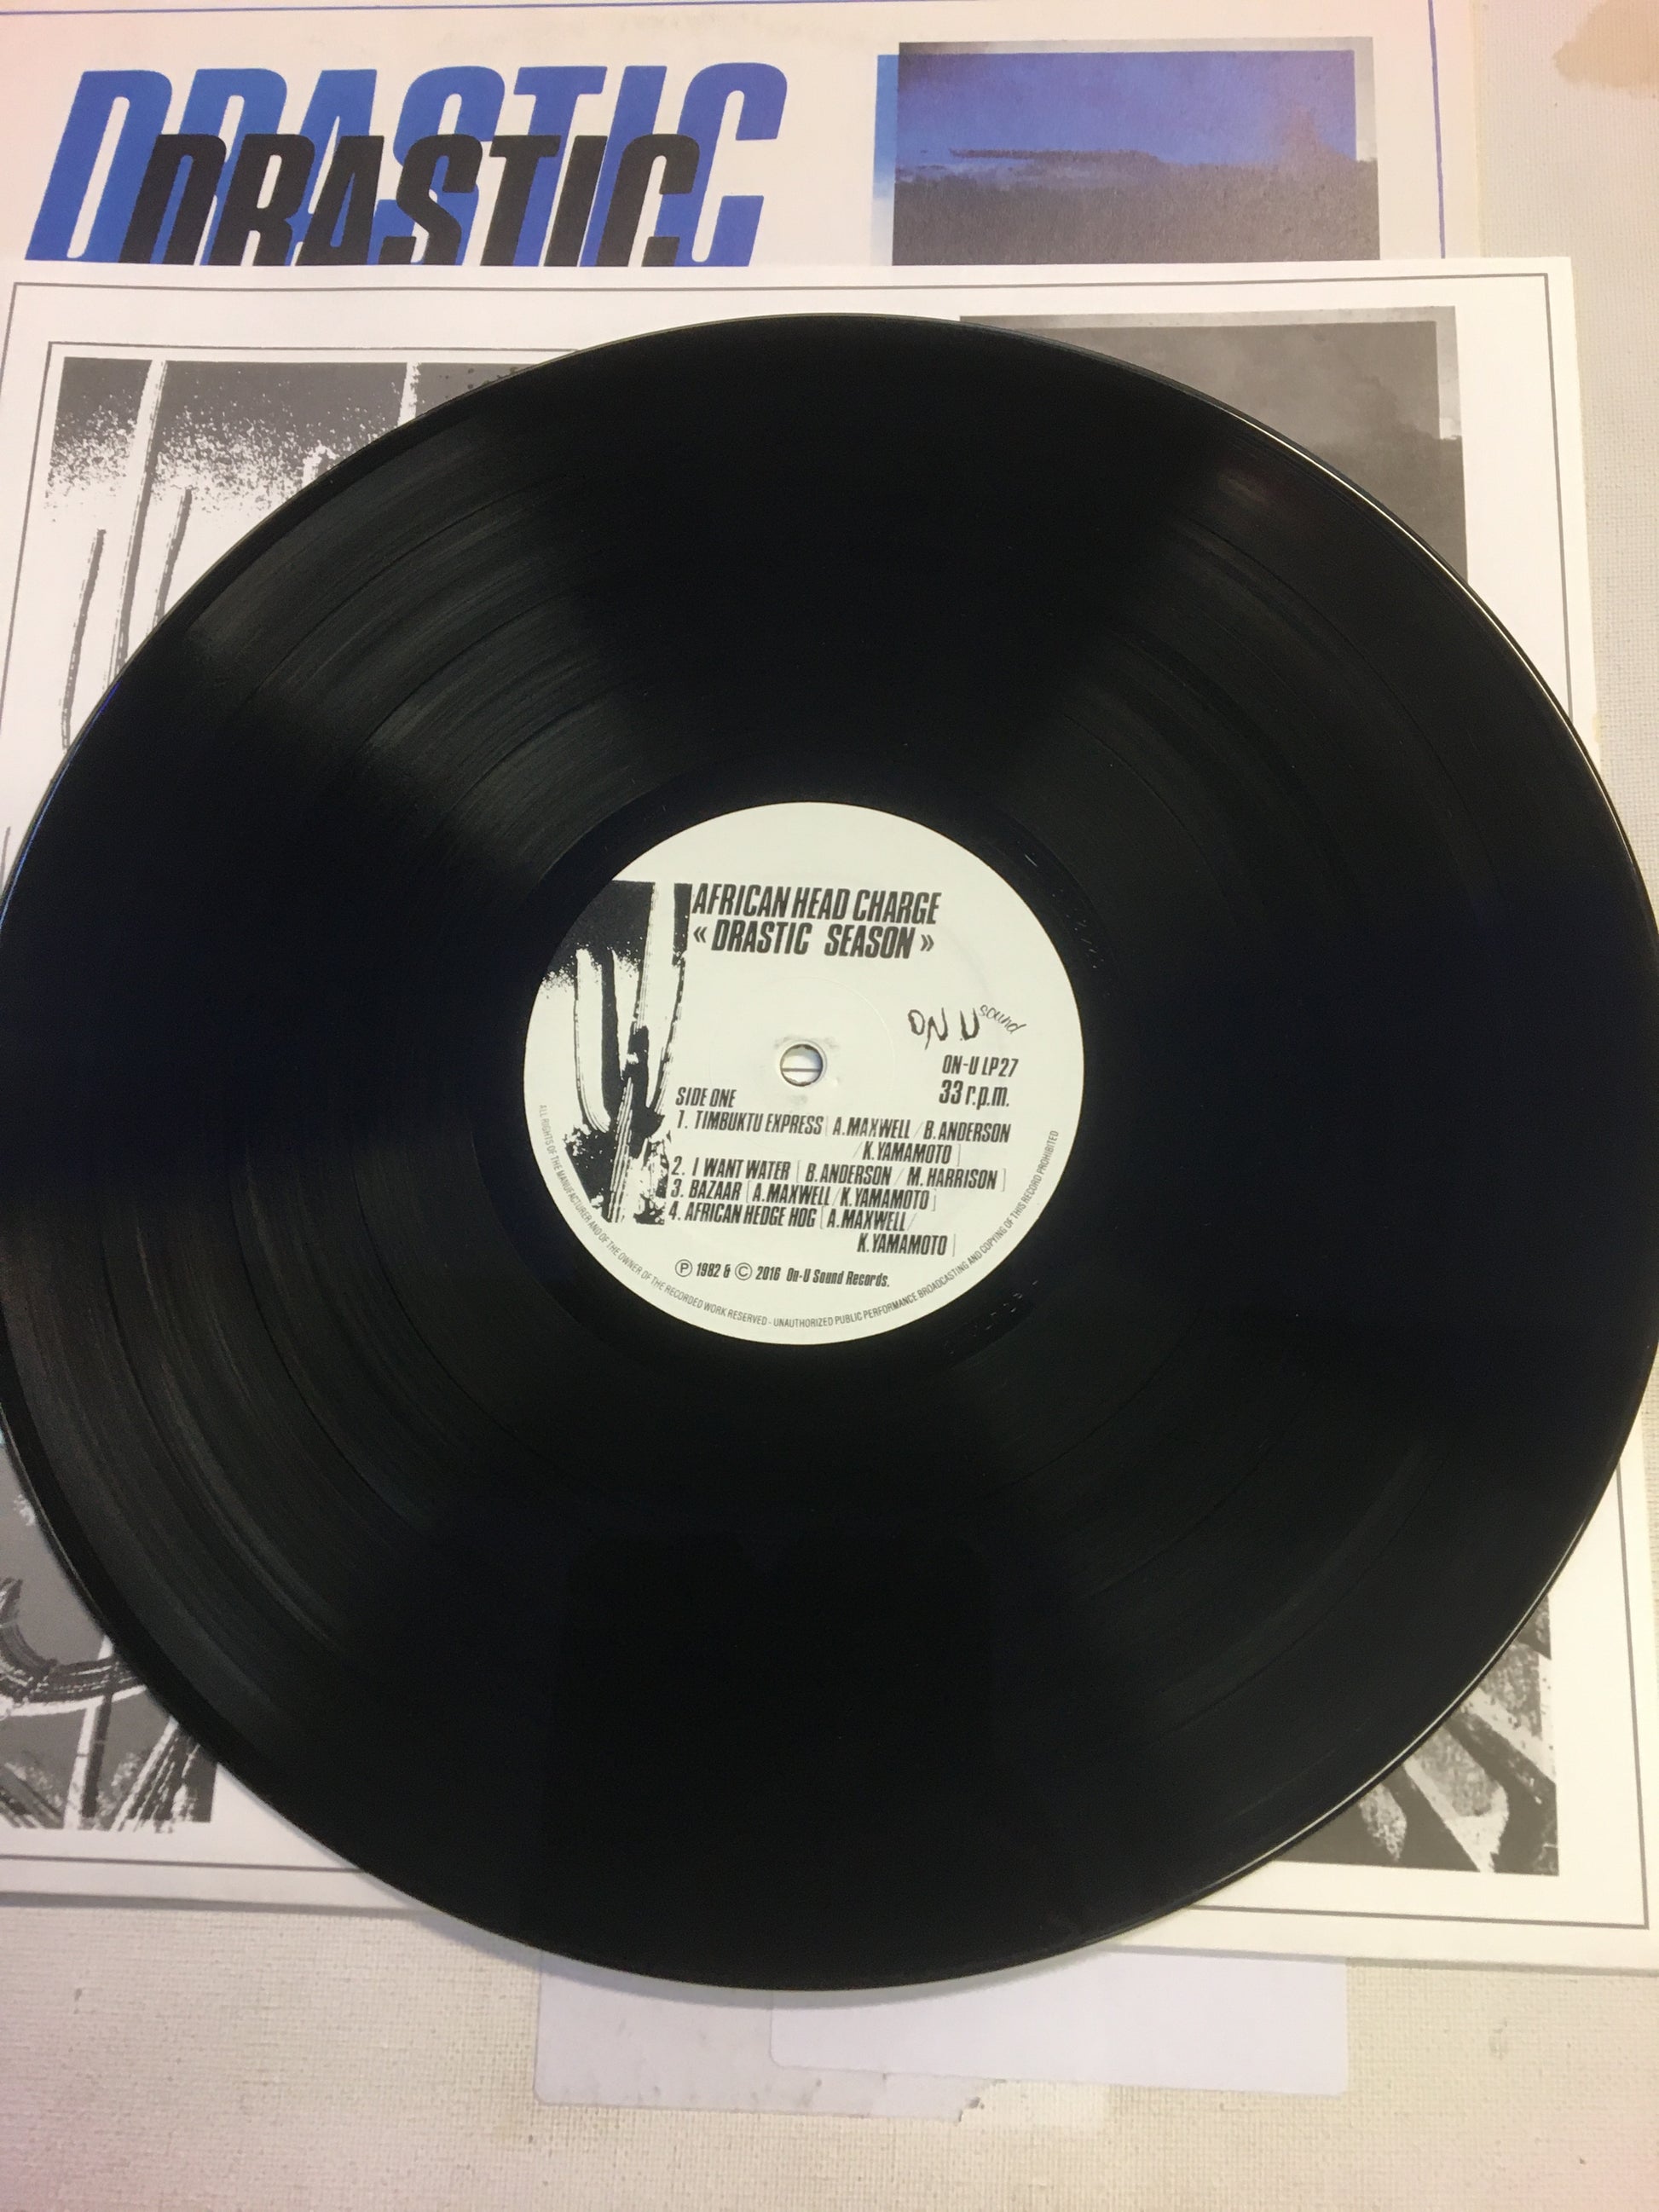 DRASTIC
DRASTIC
AFRICAN HEAD CHARGE
« DRASTIC SEASON »
ON U sound
ON-U LP27
33 r.p.m.
SIDE ONE
1. TIMBUKTU EXPRESS [ A.MAXWELL / B.ANDERSON
/ K.YAMAMOTO ]
2. I WANT WATER [ B.ANDERSON / M. HARRISON ]
3. BAZAAR [ A.MAXWELL / K.YAMAMOTO ]
4. AFRICAN HEDGE HOG [ A.MAXWELL /
K.YAMAMOTO ]
Ⓟ 1982 & © 2016 On-U Sound Records.
ALL RIGHTS OF THE MANUFACTURER AND OF THE OWNER OF THE RECORDED WORK RESERVED - UNAUTHORIZED PUBLIC PERFORMANCE BROADCASTING AND COPYING OF THIS RECORD PROHIBITED